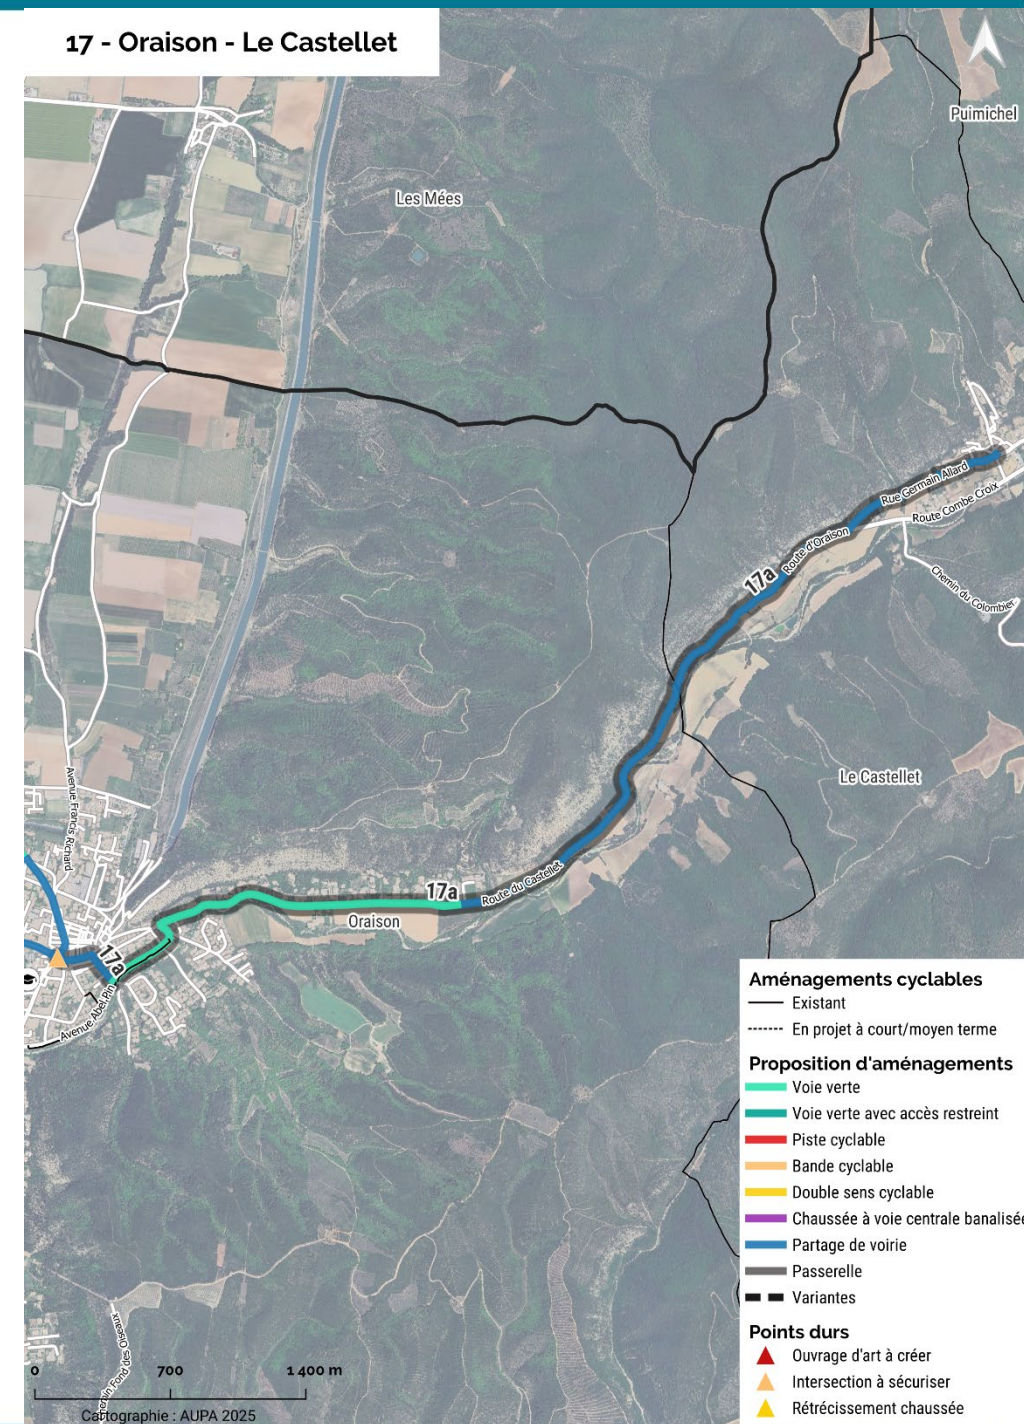 17 - Oraison - Le Castellet
Puimichel
Les Mées
Rue Germain Allard
Route Combe Croix
Route d'Oraison
17a
Chemin du Colombier
Avenue Francis Richard
Le Castellet
17a
Route du Castellet
Oraison
17a
Avenue Abel Pin
Aménagements cyclables
Existant
En projet à court/moyen terme
Proposition d'aménagements
Voie verte
Voie verte avec accès restreint
Piste cyclable
Bande cyclable
Double sens cyclable
Chaussée à voie centrale banalisée
Partage de voirie
Passerelle
Variantes
Points durs
Ouvrage d'art à créer
Intersection à sécuriser
Rétrécissement chaussée
Chemin Fond des Oiseaux
0 700 1 400 m
Cartographie : AUPA 2025